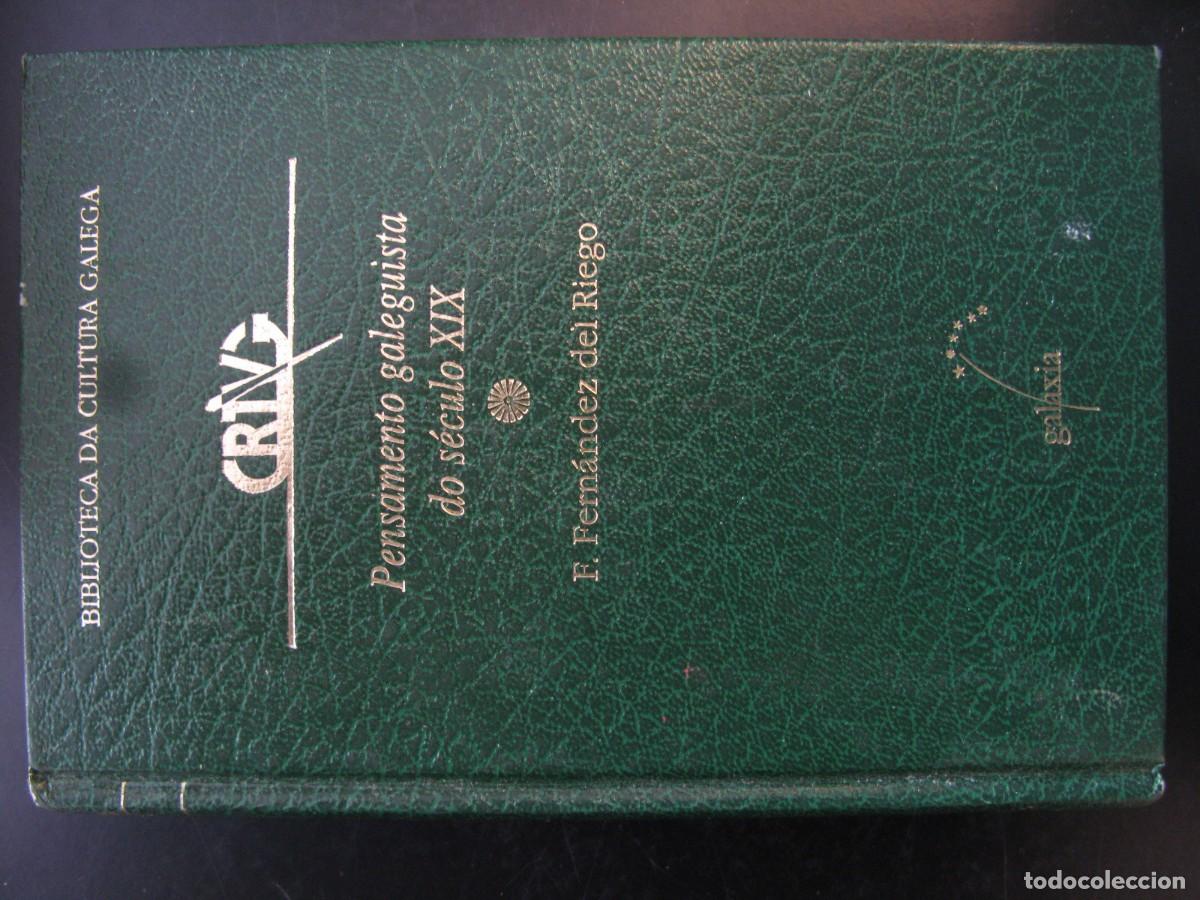 BIBLIOTECA DA CULTURA GALEGA
CRTVG
Pensamento galeguista
do século XIX
F. Fernández del Riego
galaxia
todocoleccion